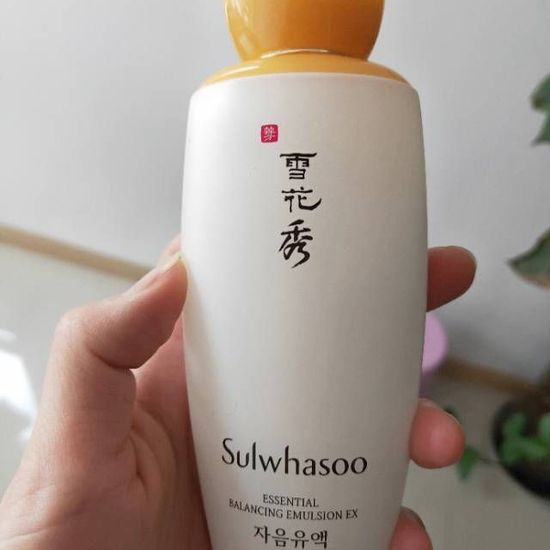 雪
花
秀
Sulwhasoo
ESSENTIAL
BALANCING EMULSION EX
자음유액